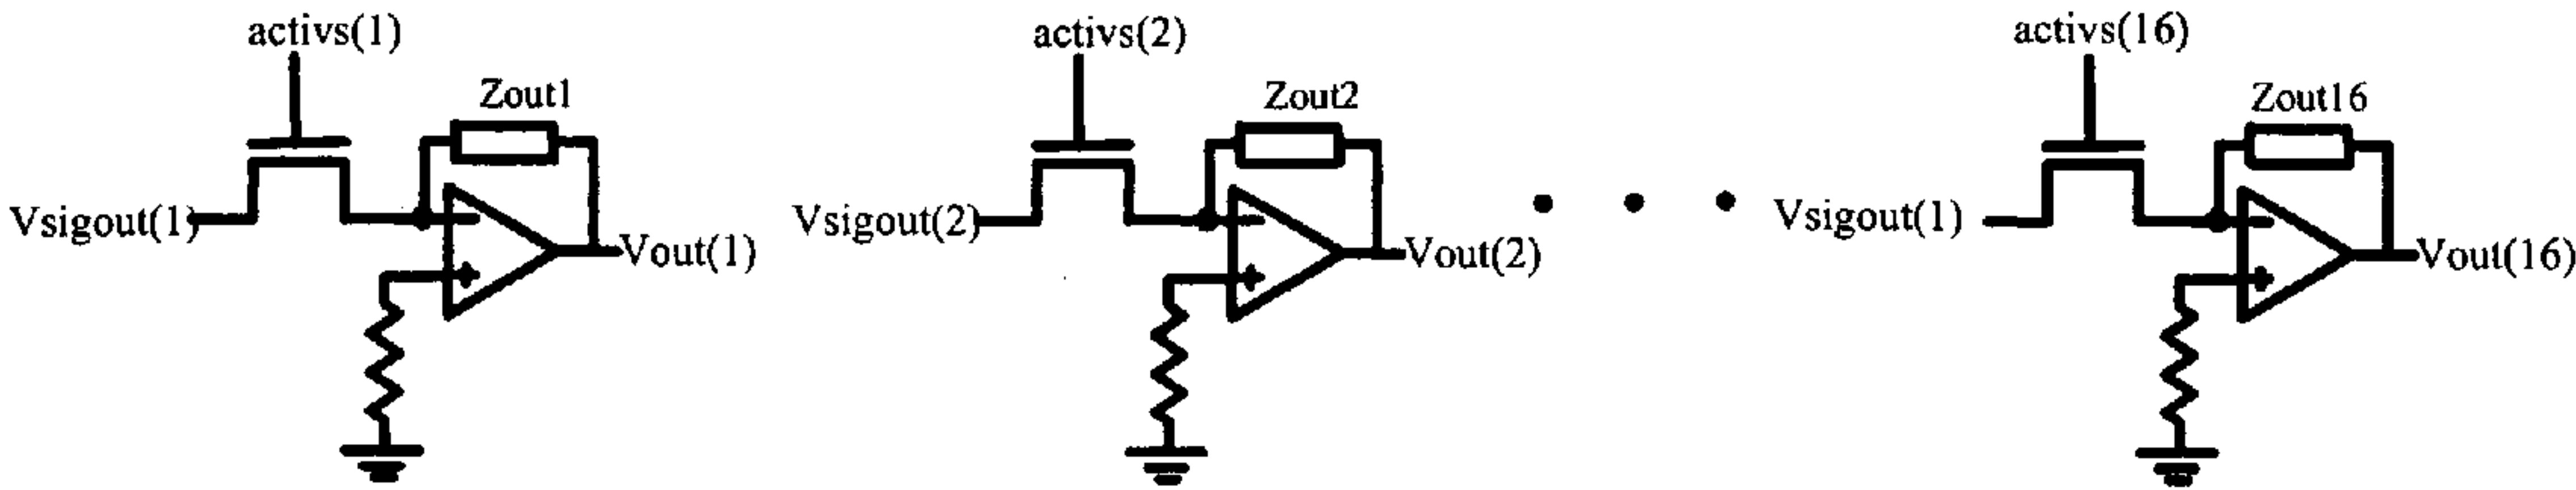 activs(1)
Zout1
Vsigout(1)
Vout(1)
activs(2)
Zout2
Vsigout(2)
Vout(2)
activs(16)
Zout16
Vsigout(1)
Vout(16)